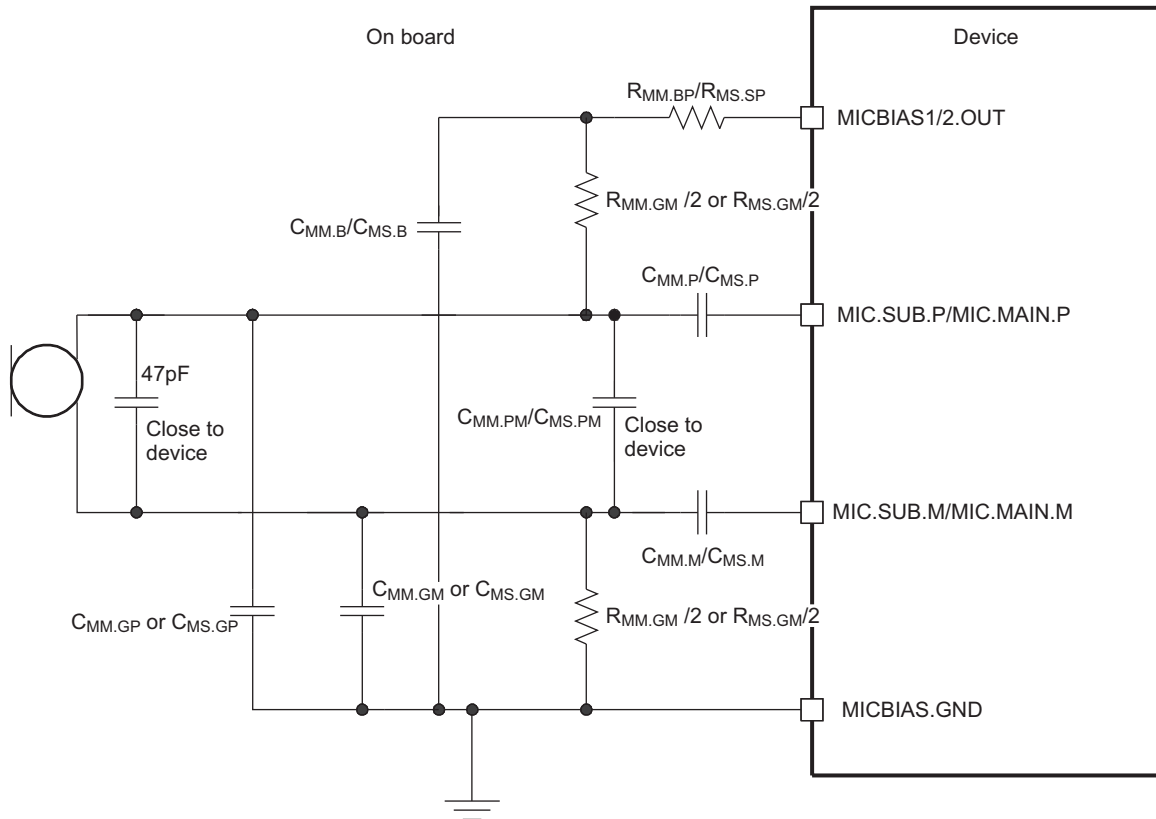 On board
Device
RMM.BP/RMS.SP
MICBIAS1/2.OUT
RMM.GM /2 or RMS.GM/2
CMM.B/CMS.B
CMM.P/CMS.P
MIC.SUB.P/MIC.MAIN.P
47pF
Close to
device
CMM.PM/CMS.PM
Close to
device
MIC.SUB.M/MIC.MAIN.M
CMM.M/CMS.M
CMM.GM or CMS.GM
CMM.GP or CMS.GP
RMM.GM /2 or RMS.GM/2
MICBIAS.GND